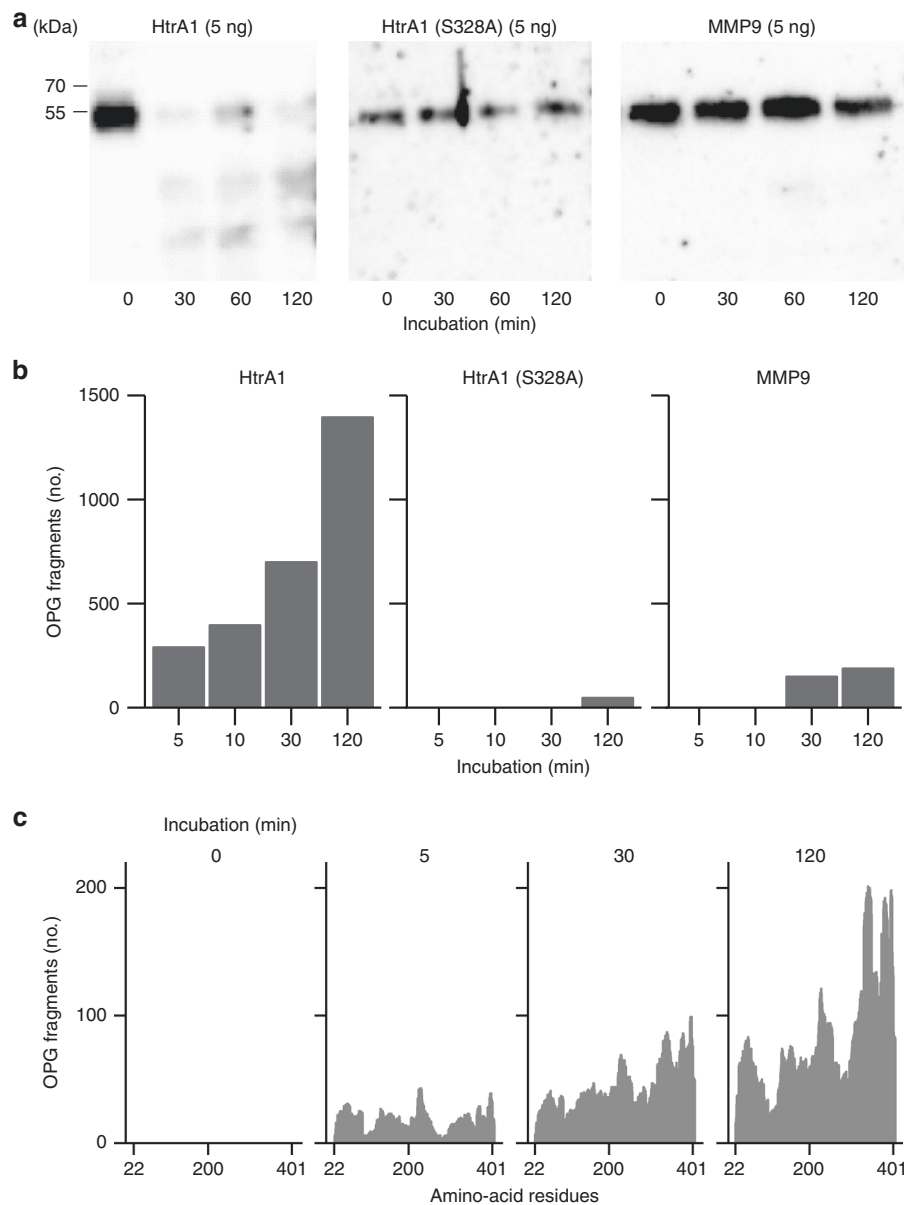 a (kDa) HtrA1 (5 ng) HtrA1 (S328A) (5 ng) MMP9 (5 ng)
70
55
0 30 60 120 0 30 60 120 0 30 60 120
Incubation (min)
b HtrA1 HtrA1 (S328A) MMP9
1500
1000
500
0
OPG fragments (no.)
5 10 30 120 5 10 30 120 5 10 30 120
Incubation (min)
c
Incubation (min)
0 5 30 120
200
100
0
OPG fragments (no.)
22 200 401 22 200 401 22 200 401 22 200 401
Amino-acid residues